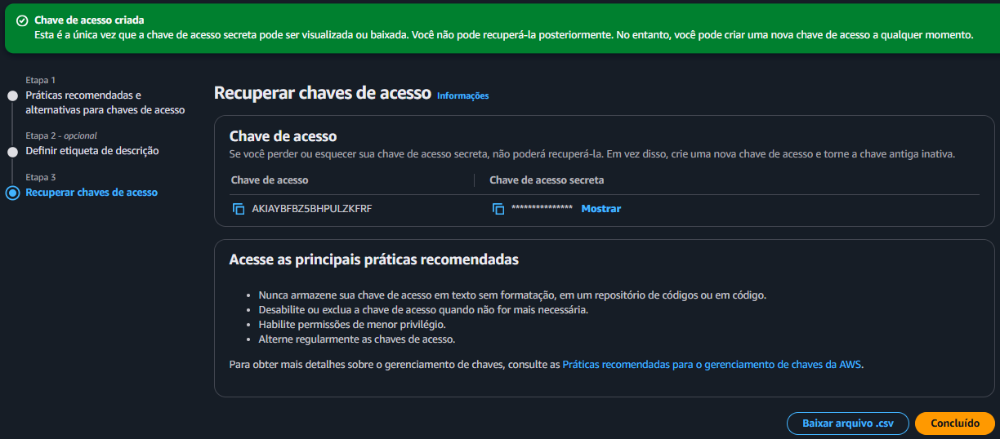 Chave de acesso criada
Esta é a única vez que a chave de acesso secreta pode ser visualizada ou baixada. Você não pode recuperá-la posteriormente. No entanto, você pode criar uma nova chave de acesso a qualquer momento.
Etapa 1
Práticas recomendadas e
alternativas para chaves de acesso
Etapa 2 - opcional
Definir etiqueta de descrição
Etapa 3
Recuperar chaves de acesso
Recuperar chaves de acesso Informações
Chave de acesso
Se você perder ou esquecer sua chave de acesso secreta, não poderá recuperá-la. Em vez disso, crie uma nova chave de acesso e torne a chave antiga inativa.
Chave de acesso Chave de acesso secreta
AKIAYBFBZ5BHPULZKFRF *************** Mostrar
Acesse as principais práticas recomendadas
• Nunca armazene sua chave de acesso em texto sem formatação, em um repositório de códigos ou em código.
• Desabilite ou exclua a chave de acesso quando não for mais necessária.
• Habilite permissões de menor privilégio.
• Alterne regularmente as chaves de acesso.
Para obter mais detalhes sobre o gerenciamento de chaves, consulte as Práticas recomendadas para o gerenciamento de chaves da AWS.
Baixar arquivo .csv Concluído